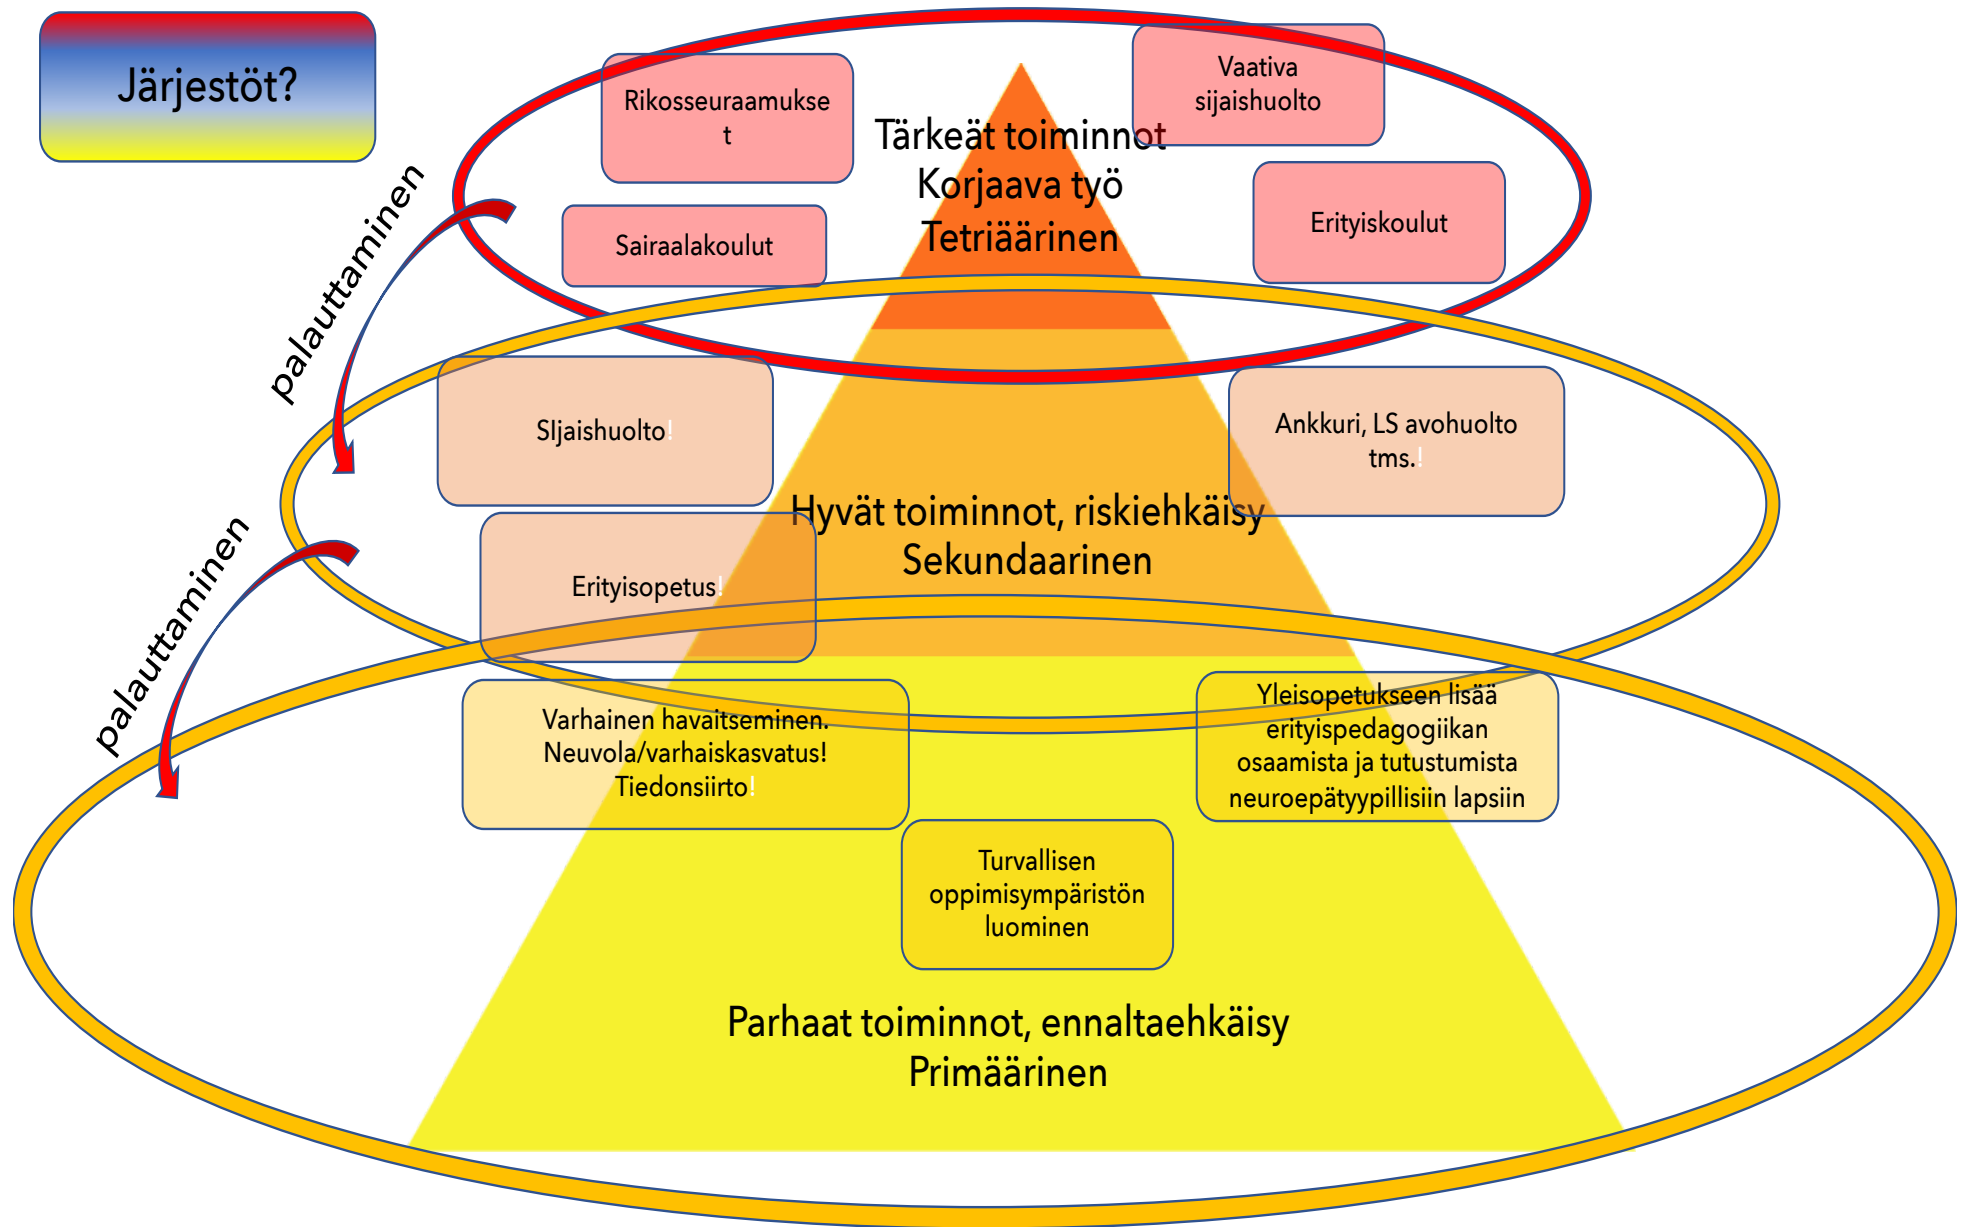 Järjestöt?
Rikosseuraamukse
t
Vaativa
sijaishuolto
Tärkeät toiminnot
Korjaava työ
Tetriäärinen
Sairaalakoulut
Erityiskoulut
palauttaminen
SIjaishuolto!
Ankkuri, LS avohuolto
tms.!
Hyvät toiminnot, riskiehkäisy
Sekundaarinen
Erityisopetus!
palauttaminen
Varhainen havaitseminen.
Neuvola/varhaiskasvatus!
Tiedonsiirto!
Yleisopetukseen lisää
erityispedagogiikan
osaamista ja tutustumista
neuroepätyypillisiin lapsiin
Turvallisen
oppimisympäristön
luominen
Parhaat toiminnot, ennaltaehkäisy
Primäärinen